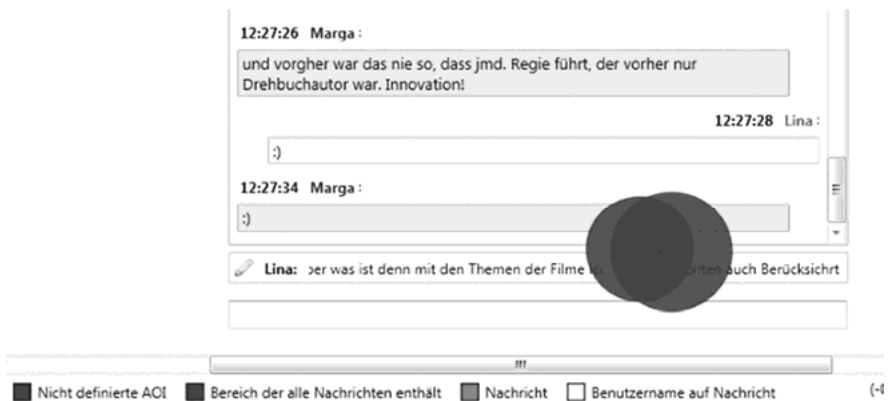 12:27:26 Marga:
und vorgher war das nie so, dass jmd. Regie führt, der vorher nur
Drehbuchautor war. Innovation!
12:27:28 Lina:
:)
12:27:34 Marga:
:)
Lina: ber was ist denn mit den Themen der Filme auch Berücksichrt
Nicht definierte AOI Bereich der alle Nachrichten enthält Nachricht Benutzername auf Nachricht